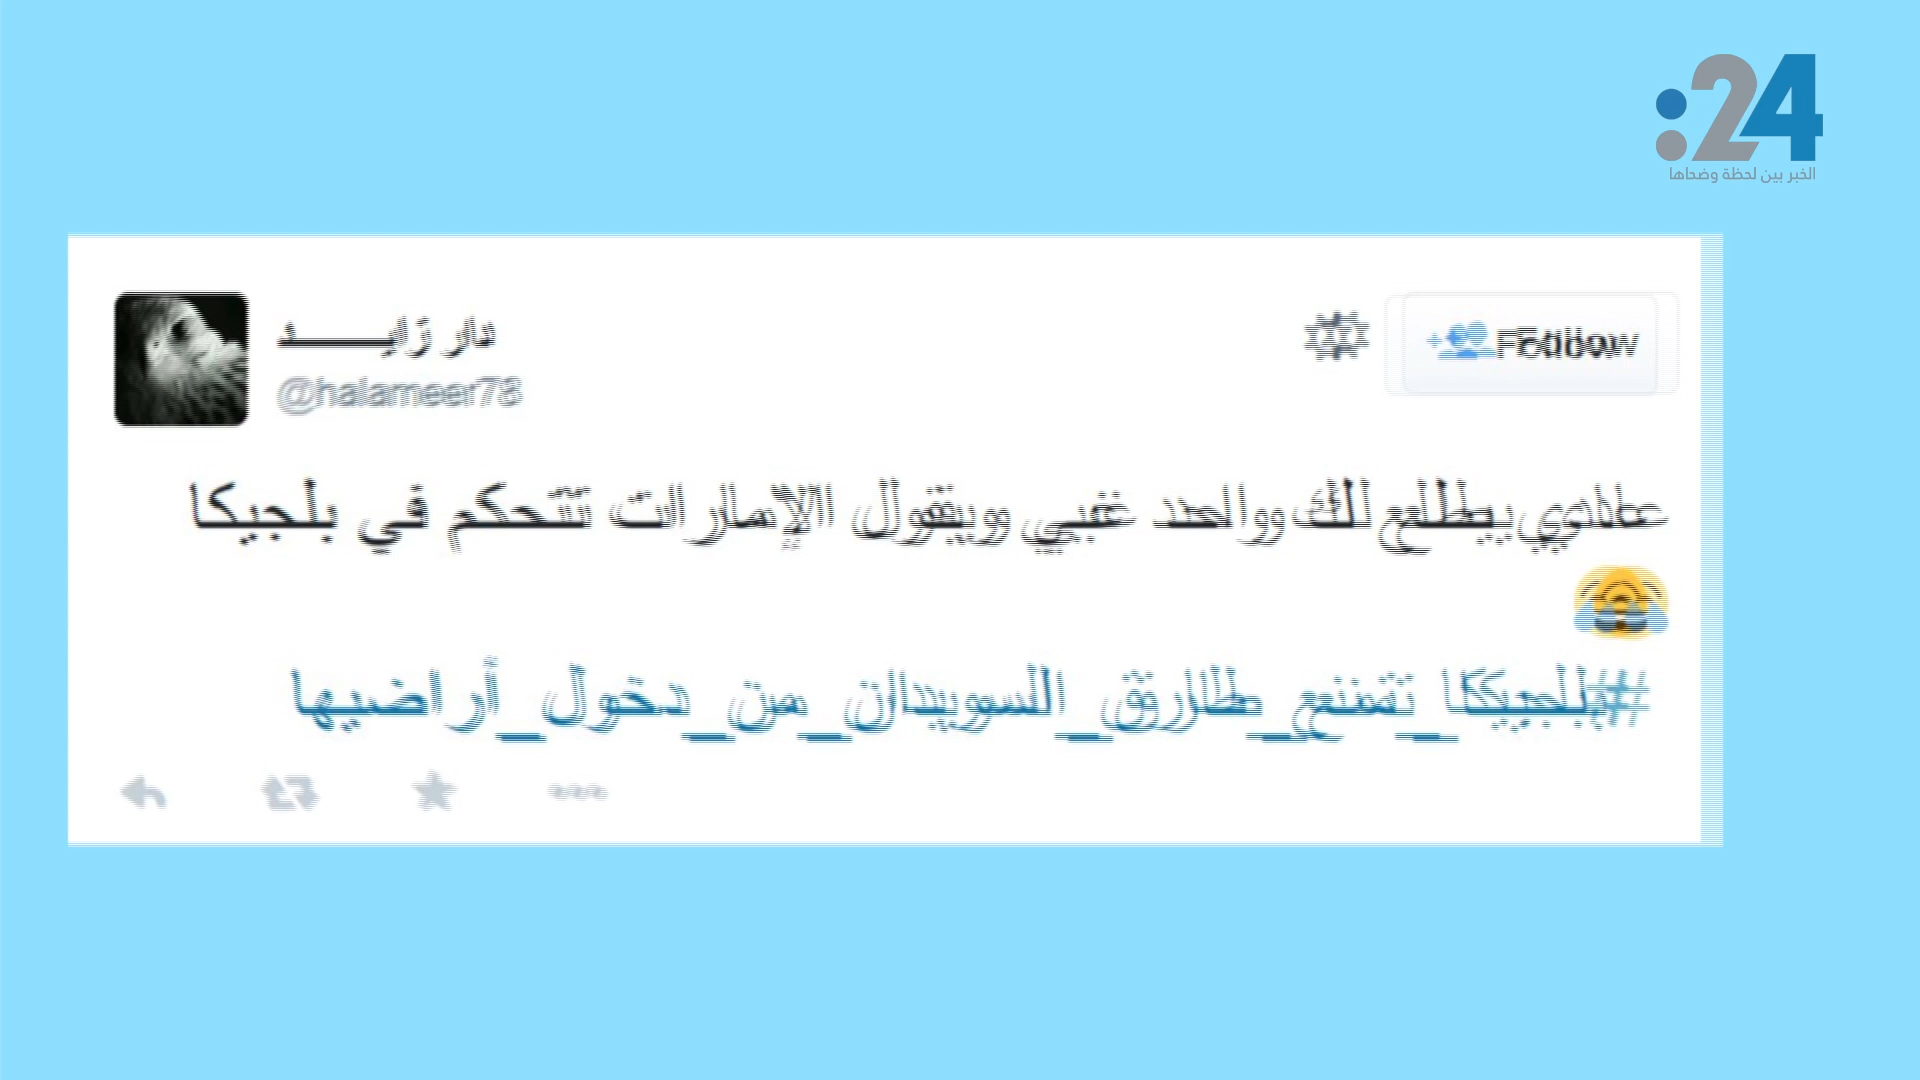 :24
الخبر بين لحظة وضحاها
دار زايـــــد
Follow
@halameer78
عادي يطلع لك واحد غبي ويقول الإمارات تتحكم في بلجيكا
#بلجيكا_تمنع_طارق_السويدان_من_دخول_أراضيها